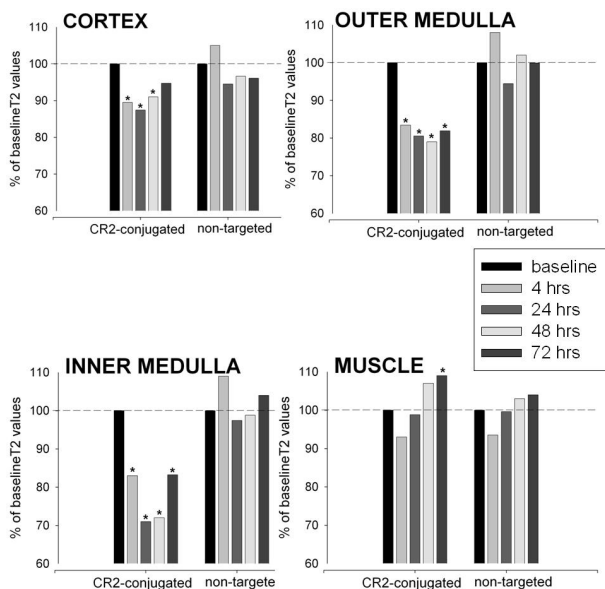 CORTEX
% of baselineT2 values
110
100
90
80
70
60
* * *
CR2-conjugated non-targeted
OUTER MEDULLA
% of baselineT2 values
110
100
90
80
70
60
* * * *
CR2-conjugated non-targeted
baseline
4 hrs
24 hrs
48 hrs
72 hrs
INNER MEDULLA
% of baselineT2 values
110
100
90
80
70
60
* * * *
CR2-conjugated non-targete
MUSCLE
% of baselineT2 values
110
100
90
80
70
60
*
CR2-conjugated non-targeted